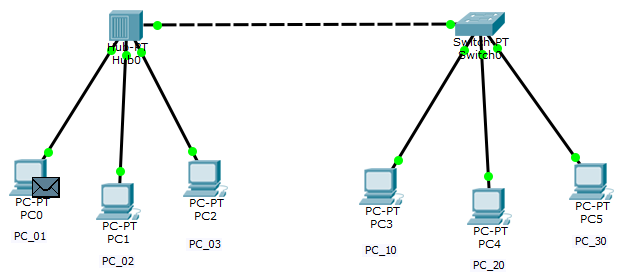 Hub-PT
Hub0
Switch-PT
Switch0
PC-PT
PC0
PC_01
PC-PT
PC1
PC_02
PC-PT
PC2
PC_03
PC-PT
PC3
PC_10
PC-PT
PC4
PC_20
PC-PT
PC5
PC_30